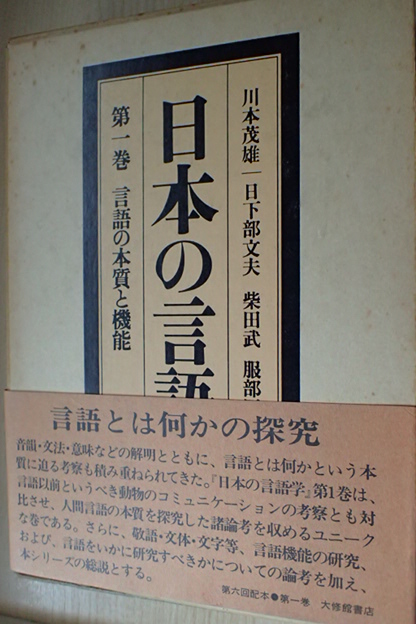 川本茂雄―日下部文夫 柴田武 服部
日本の言語
第一巻 言語の本質と機能
言語とは何かの探究
音韻・文法・意味などの解明とともに、言語とは何かという本
質に迫る考察も積み重ねられてきた。『日本の言語学』第1巻は、
言語以前というべき動物のコミュニケーションの考察とも対
比させ、人間言語の本質を探究した諸論考を収めるユニーク
な巻である。さらに、敬語・文体・文字等、言語機能の研究、
および、言語をいかに研究すべきかについての論考を加え、
本シリーズの総説とする。
第六回配本●第一巻 大修館書店